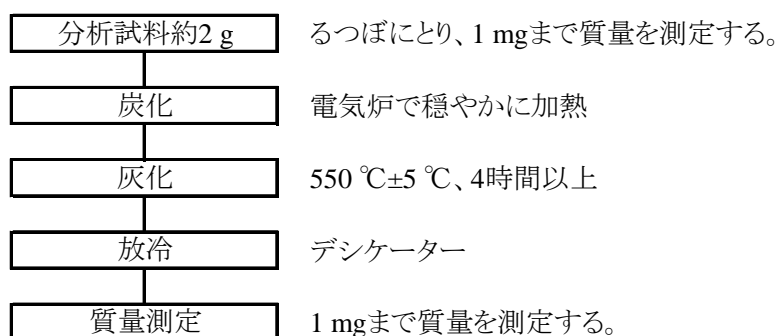 分析試料約2 g るつぼにとり、1 mgまで質量を測定する。
炭化 電気炉で穏やかに加熱
灰化 550 ℃±5 ℃、4時間以上
放冷 デシケーター
質量測定 1 mgまで質量を測定する。